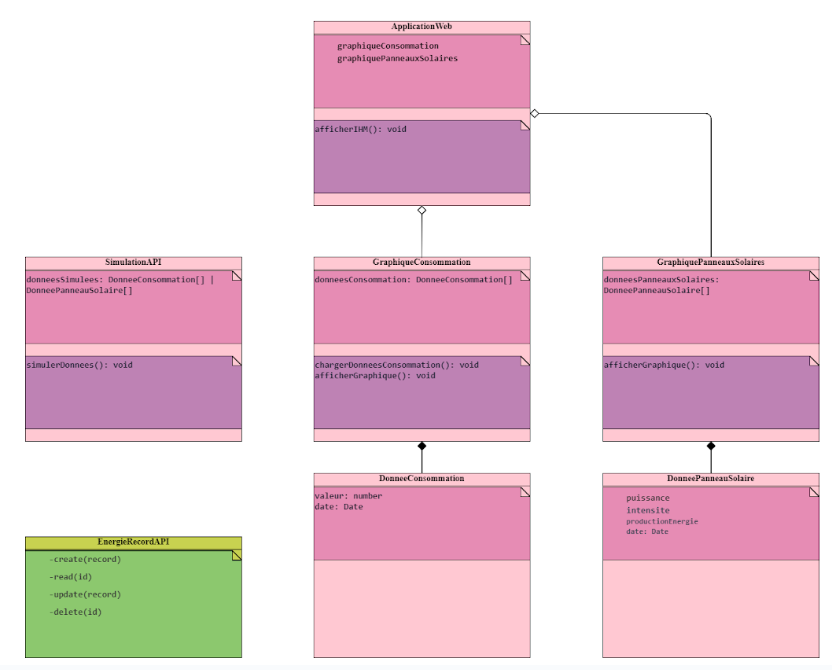 ApplicationWeb
graphiqueConsommation
graphiquePanneauxSolaires
afficherIHM(): void
SimulationAPI
donneesSimulees: DonneeConsommation[] |
DonneePanneauSolaire[]
simulerDonnees(): void
GraphiqueConsommation
donneesConsommation: DonneeConsommation[]
chargerDonneesConsommation(): void
afficherGraphique(): void
GraphiquePanneauxSolaires
donneesPanneauxSolaires:
DonneePanneauSolaire[]
afficherGraphique(): void
DonneeConsommation
valeur: number
date: Date
DonneePanneauSolaire
puissance
intensite
productionEnergie
date: Date
EnergieRecordAPI
-create(record)
-read(id)
-update(record)
-delete(id)